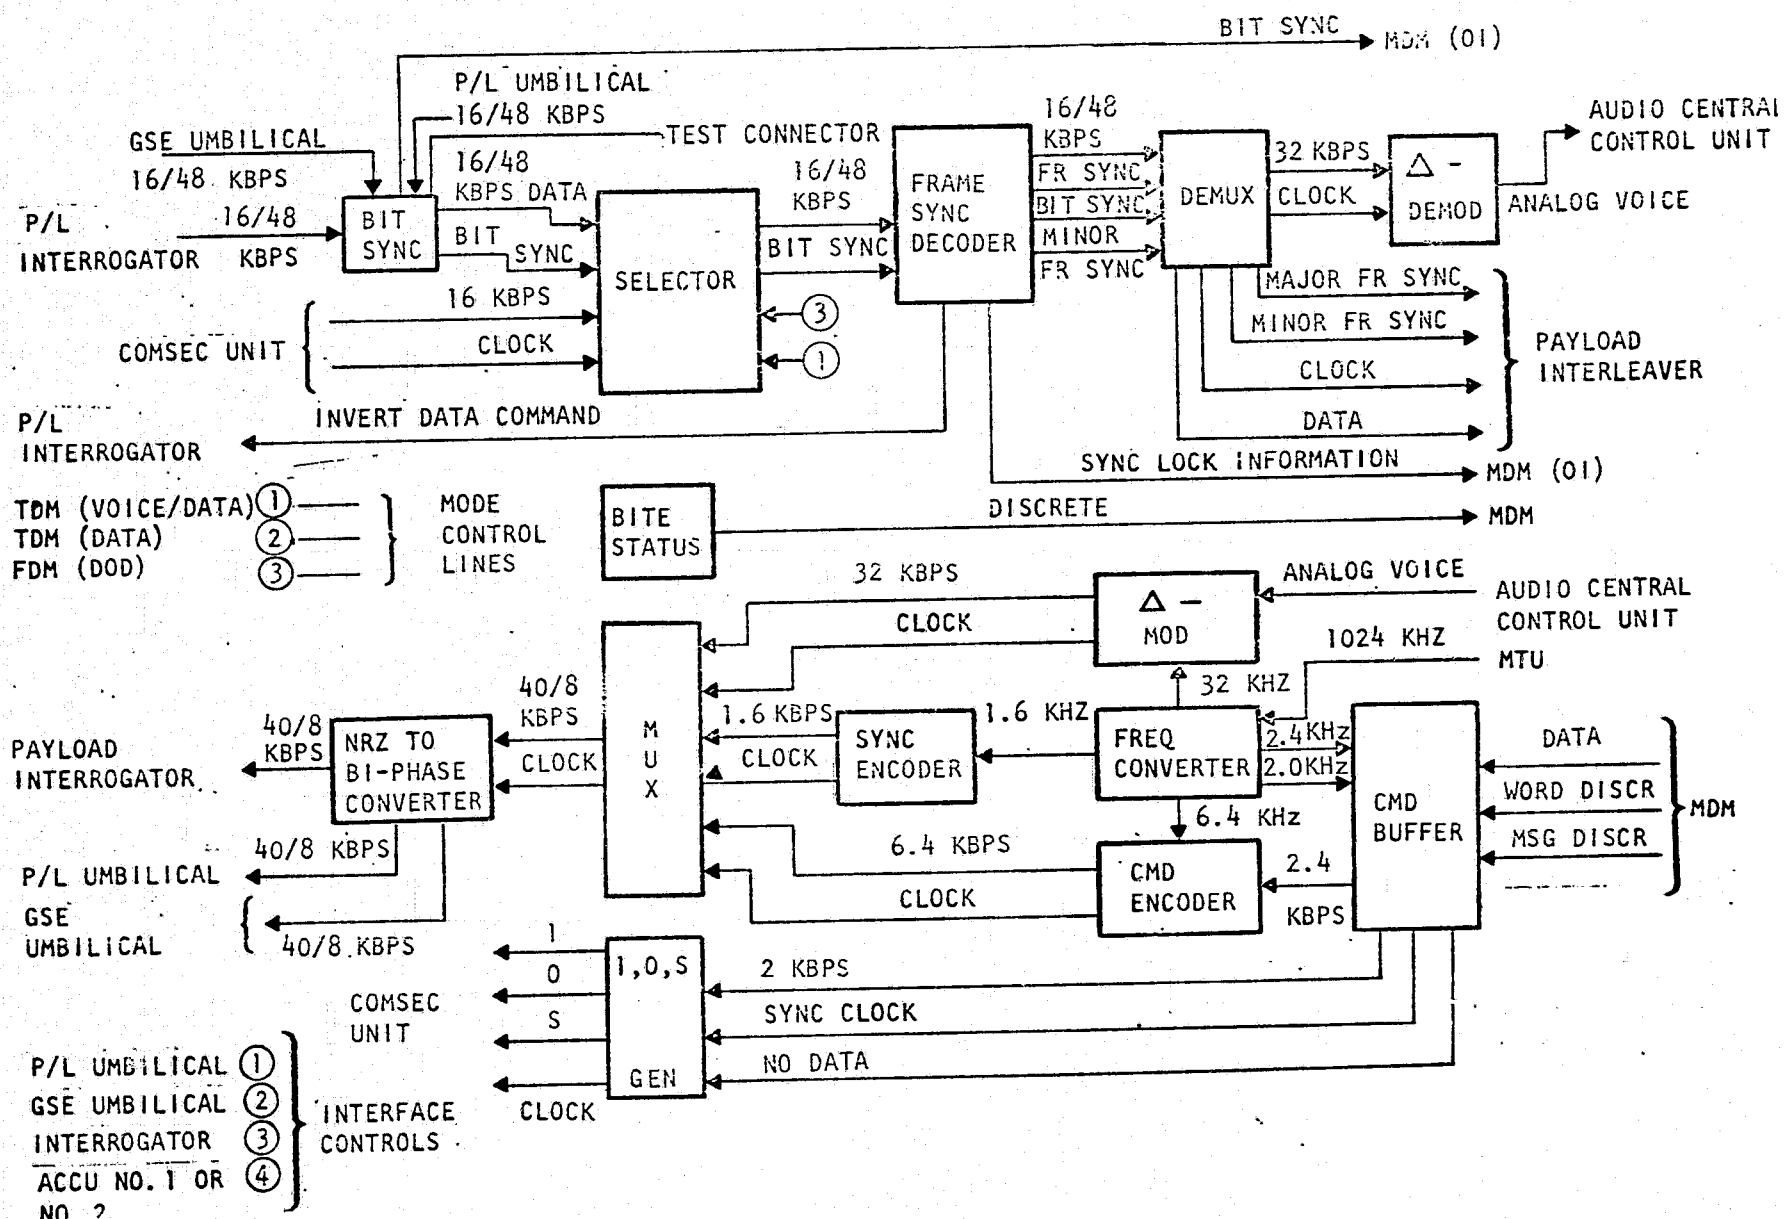 BIT SYNC
MDM (OI)
P/L UMBILICAL
16/48 KBPS
GSE UMBILICAL
16/48 KBPS
TEST CONNECTOR
16/48
KBPS DATA
P/L
INTERROGATOR
16/48
KBPS
BIT
SYNC
BIT
SYNC
SELECTOR
16/48
KBPS
BIT SYNC
FRAME
SYNC
DECODER
16/48
KBPS
FR SYNC
BIT SYNC
MINOR
FR SYNC
DEMUX
32 KBPS
CLOCK
Δ -
DEMOD
AUDIO CENTRAL
CONTROL UNIT
ANALOG VOICE
COMSEC UNIT
16 KBPS
CLOCK
3
1
MAJOR FR SYNC
MINOR FR SYNC
CLOCK
DATA
PAYLOAD
INTERLEAVER
P/L
INTERROGATOR
INVERT DATA COMMAND
SYNC LOCK INFORMATION
MDM (OI)
TDM (VOICE/DATA) 1
TDM (DATA) 2
FDM (DOD) 3
MODE
CONTROL
LINES
BITE
STATUS
DISCRETE
MDM
32 KBPS
CLOCK
Δ -
MOD
ANALOG VOICE
AUDIO CENTRAL
CONTROL UNIT
1024 KHZ
MTU
32 KHZ
PAYLOAD
INTERROGATOR
40/8
KBPS
NRZ TO
BI-PHASE
CONVERTER
40/8
KBPS
CLOCK
M
U
X
1.6 KBPS
CLOCK
SYNC
ENCODER
1.6 KHZ
FREQ
CONVERTER
2.4KHz
2.0KHz
6.4 KHz
CMD
BUFFER
DATA
WORD DISCR
MSG DISCR
MDM
P/L UMBILICAL
40/8 KBPS
GSE
UMBILICAL
40/8 KBPS
6.4 KBPS
CLOCK
CMD
ENCODER
2.4
KBPS
COMSEC
UNIT
1
0
S
CLOCK
1,0,S
GEN
2 KBPS
SYNC CLOCK
NO DATA
P/L UMBILICAL 1
GSE UMBILICAL 2
INTERROGATOR 3
ACCU NO. 1 OR 4
NO. 2
INTERFACE
CONTROLS